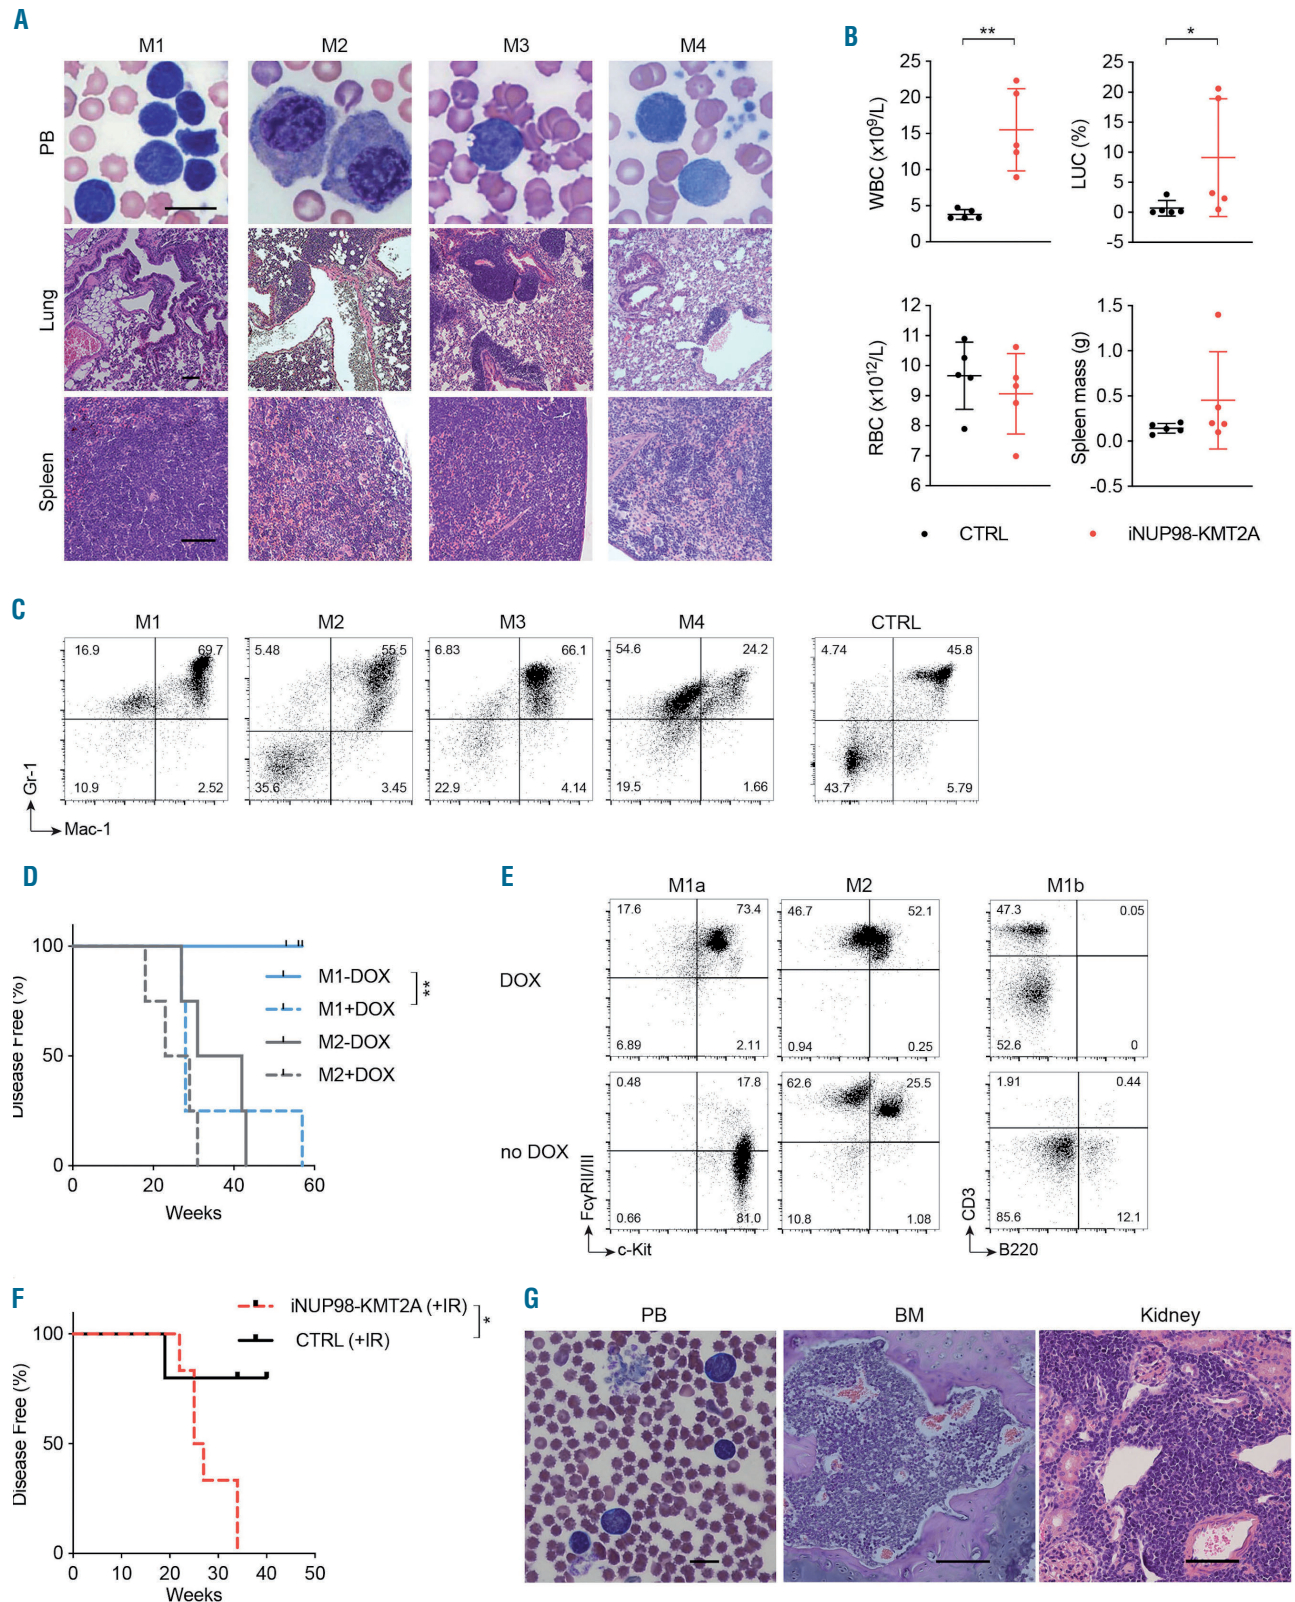 A
M1 M2 M3 M4
PB
Lung
Spleen
B
** *
WBC (x10⁹/L)
25
20
15
10
5
0
LUC (%)
25
20
15
10
5
0
-5
RBC (x10¹²/L)
12
11
10
9
8
7
6
Spleen mass (g)
1.5
1.0
0.5
0.0
-0.5
CTRL iNUP98-KMT2A
C
M1 M2 M3 M4 CTRL
16.9 69.7 5.48 55.5 6.83 66.1 54.6 24.2 4.74 45.8
10.9 2.52 35.6 3.45 22.9 4.14 19.5 1.66 43.7 5.79
Gr-1
Mac-1
D
Disease Free (%)
100
50
0
0 20 40 60
Weeks
M1-DOX
M1+DOX
M2-DOX
M2+DOX
**
E
M1a M2 M1b
DOX
17.6 73.4 46.7 52.1 47.3 0.05
6.89 2.11 0.94 0.25 52.6 0
no DOX
0.48 17.8 62.6 25.5 1.91 0.44
0.66 81.0 10.8 1.08 85.6 12.1
FcγRII/III
c-Kit
CD3
B220
F
iNUP98-KMT2A (+IR)
CTRL (+IR)
*
Disease Free (%)
100
50
0
0 10 20 30 40 50
Weeks
G
PB BM Kidney